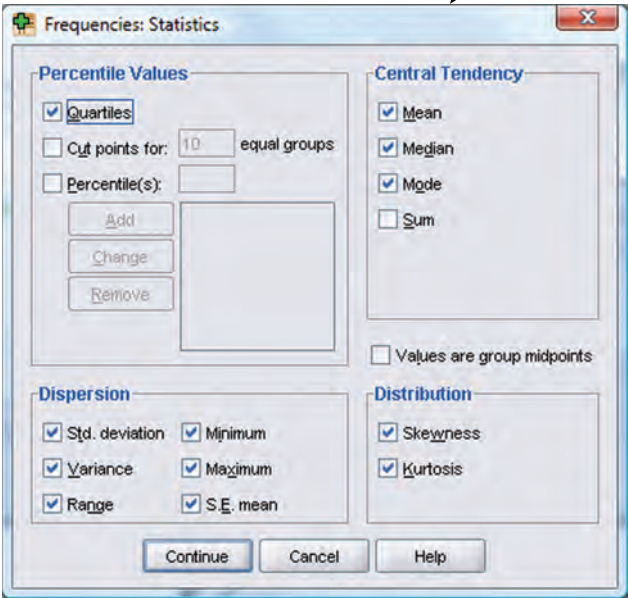 Frequencies: Statistics
Percentile Values
Quartiles
Cut points for: 10 equal groups
Percentile(s):
Add
Change
Remove
Central Tendency
Mean
Median
Mode
Sum
Values are group midpoints
Dispersion
Std. deviation Minimum
Variance Maximum
Range S.E. mean
Distribution
Skewness
Kurtosis
Continue Cancel Help